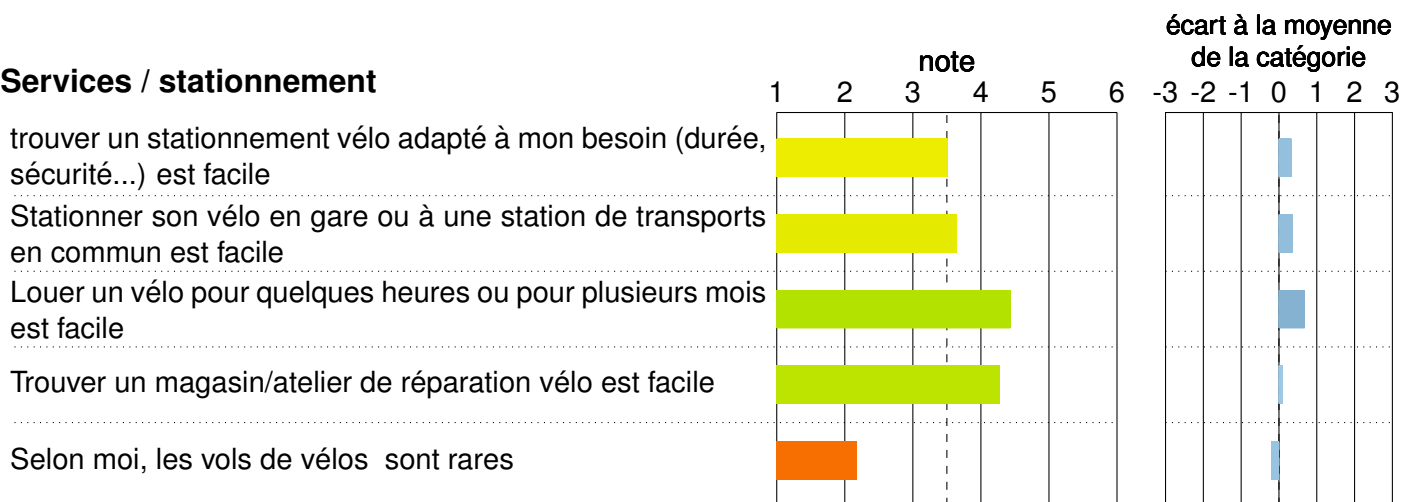 écart à la moyenne
note de la catégorie
Services / stationnement
1 2 3 4 5 6 -3 -2 -1 0 1 2 3
trouver un stationnement vélo adapté à mon besoin (durée,
sécurité...) est facile
Stationner son vélo en gare ou à une station de transports
en commun est facile
Louer un vélo pour quelques heures ou pour plusieurs mois
est facile
Trouver un magasin/atelier de réparation vélo est facile
Selon moi, les vols de vélos sont rares